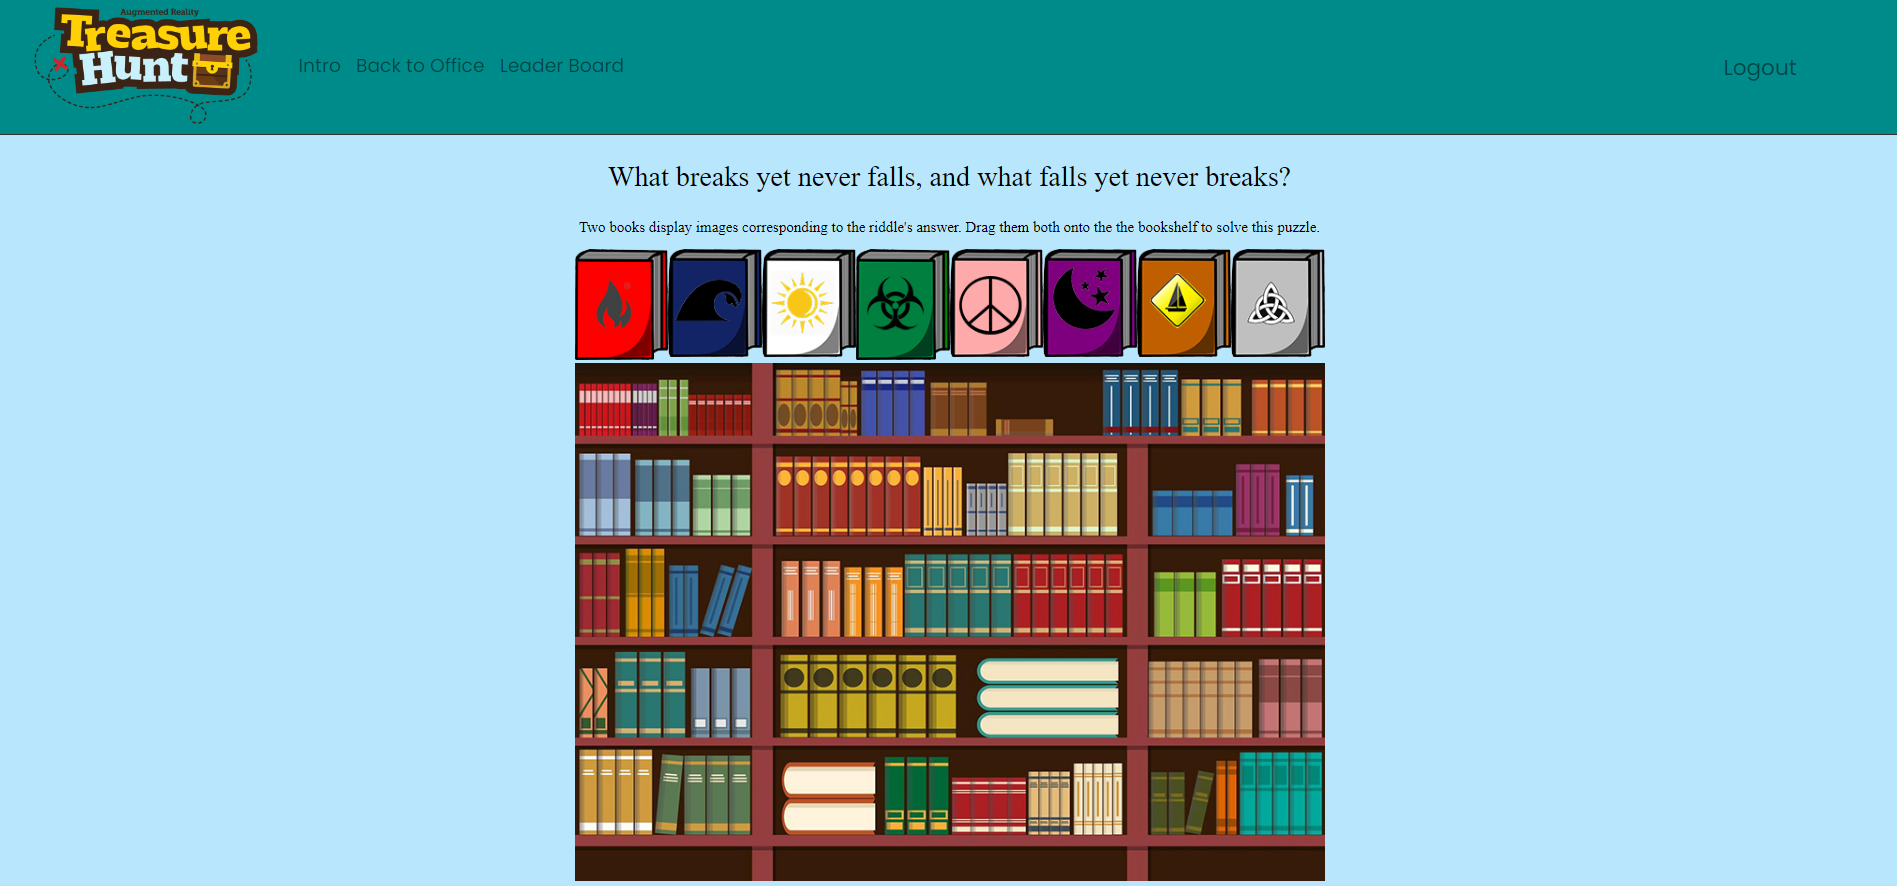 Augmented Reality
Treasure
Hunt
Intro Back to Office Leader Board
Logout
What breaks yet never falls, and what falls yet never breaks?
Two books display images corresponding to the riddle's answer. Drag them both onto the the bookshelf to solve this puzzle.